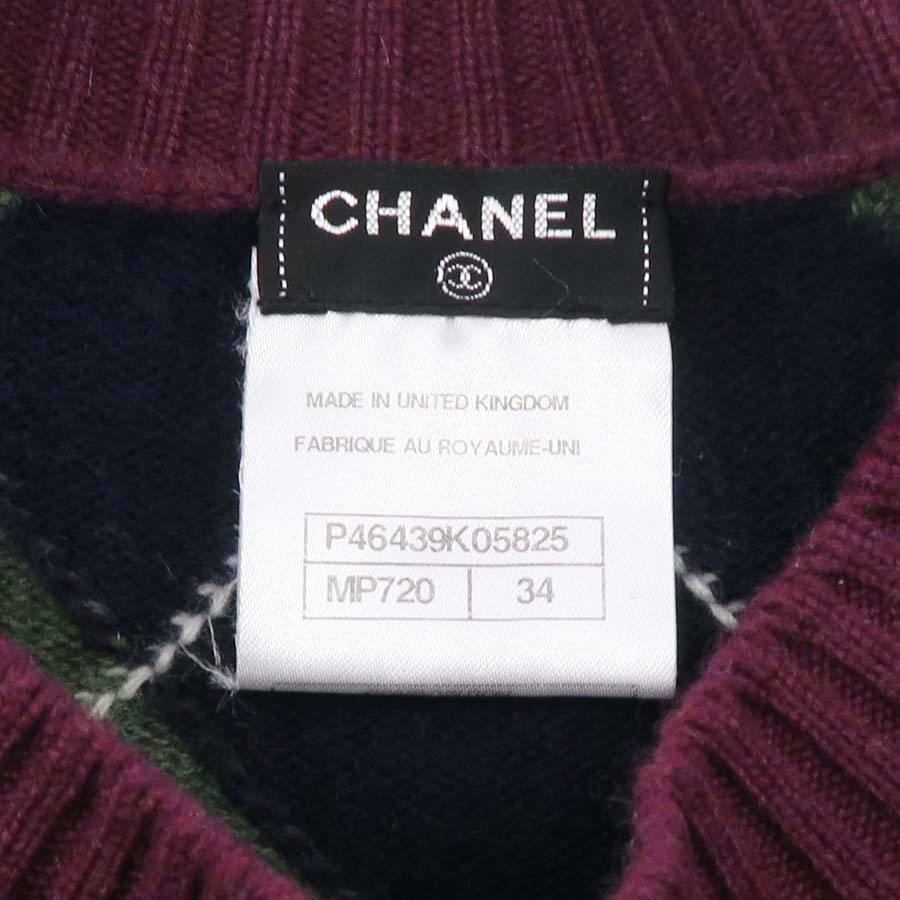 CHANEL
MADE IN UNITED KINGDOM
FABRIQUE AU ROYAUME-UNI
P46439K05825
MP720 34